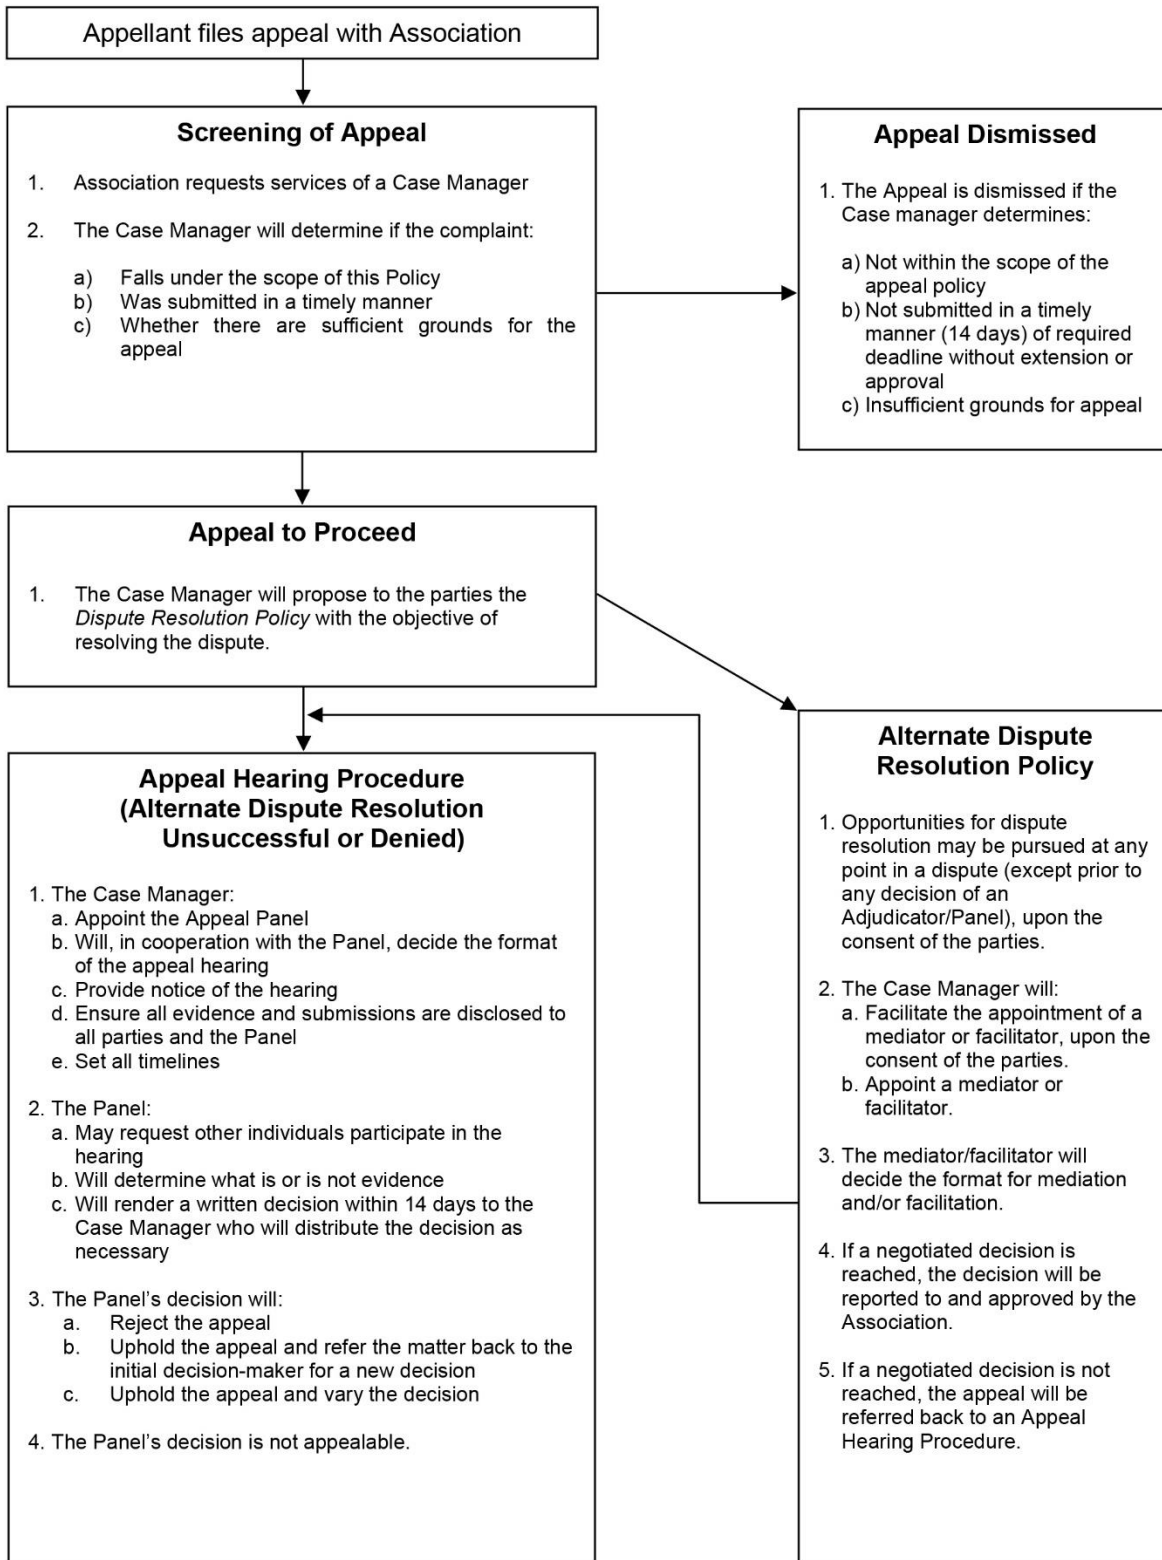 Appellant files appeal with Association
Screening of Appeal
1. Association requests services of a Case Manager
2. The Case Manager will determine if the complaint:
a) Falls under the scope of this Policy
b) Was submitted in a timely manner
c) Whether there are sufficient grounds for the
appeal
Appeal Dismissed
1. The Appeal is dismissed if the
Case manager determines:
a) Not within the scope of the
appeal policy
b) Not submitted in a timely
manner (14 days) of required
deadline without extension or
approval
c) Insufficient grounds for appeal
Appeal to Proceed
1. The Case Manager will propose to the parties the
Dispute Resolution Policy with the objective of
resolving the dispute.
Appeal Hearing Procedure
(Alternate Dispute Resolution
Unsuccessful or Denied)
1. The Case Manager:
a. Appoint the Appeal Panel
b. Will, in cooperation with the Panel, decide the format
of the appeal hearing
c. Provide notice of the hearing
d. Ensure all evidence and submissions are disclosed to
all parties and the Panel
e. Set all timelines
2. The Panel:
a. May request other individuals participate in the
hearing
b. Will determine what is or is not evidence
c. Will render a written decision within 14 days to the
Case Manager who will distribute the decision as
necessary
3. The Panel's decision will:
a. Reject the appeal
b. Uphold the appeal and refer the matter back to the
initial decision-maker for a new decision
c. Uphold the appeal and vary the decision
4. The Panel's decision is not appealable.
Alternate Dispute
Resolution Policy
1. Opportunities for dispute
resolution may be pursued at any
point in a dispute (except prior to
any decision of an
Adjudicator/Panel), upon the
consent of the parties.
2. The Case Manager will:
a. Facilitate the appointment of a
mediator or facilitator, upon the
consent of the parties.
b. Appoint a mediator or
facilitator.
3. The mediator/facilitator will
decide the format for mediation
and/or facilitation.
4. If a negotiated decision is
reached, the decision will be
reported to and approved by the
Association.
5. If a negotiated decision is not
reached, the appeal will be
referred back to an Appeal
Hearing Procedure.